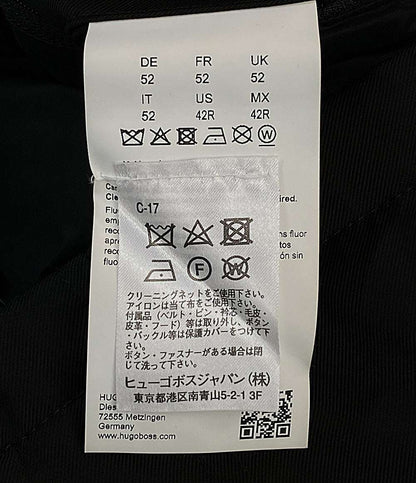 DE FR UK
52 52 52
IT US MX
52 42R 42R
W
C-17
F W
クリーニングネットをご使用下さい。
アイロンは当て布をご使用下さい。
付属品（ベルト・ピン・衿芯・毛皮・
皮革・フード）等は取り外し、ボタン
・バックル等は保護カバーをつけて下
さい。
ボタン・ファスナーがある場合は閉
じて洗って下さい。
ヒューゴボスジャパン（株）
東京都港区南青山5-2-1 3F
72555 Metzingen
Germany
www.hugoboss.com